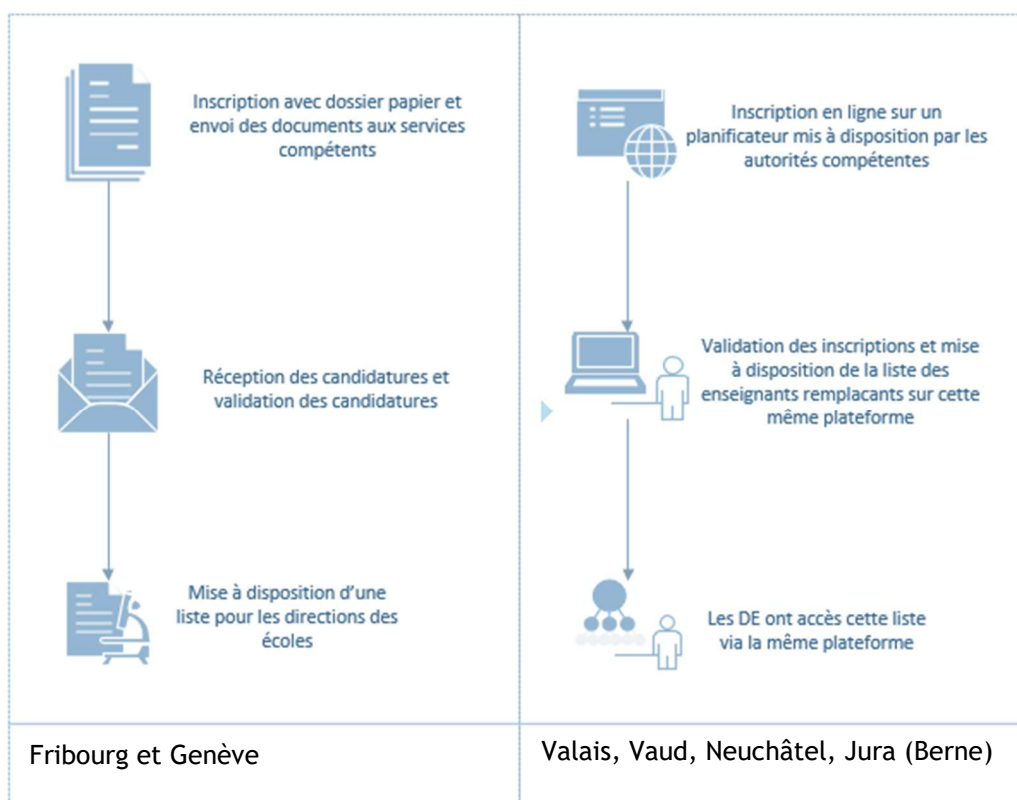 Inscription avec dossier papier et
envoi des documents aux services
compétents
Réception des candidatures et
validation des candidatures
Mise à disposition d'une
liste pour les directions des
écoles
Fribourg et Genève
Inscription en ligne sur un
planificateur mis à disposition par les
autorités compétentes
Validation des inscriptions et mise
à disposition de la liste des
enseignants remplacants sur cette
même plateforme
Les DE ont accès cette liste
via la même plateforme
Valais, Vaud, Neuchâtel, Jura (Berne)